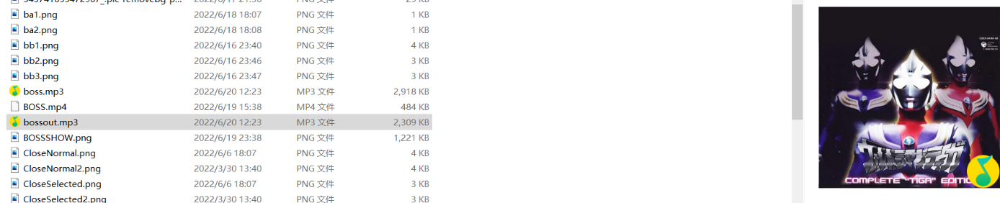 ba1.png 2022/6/18 18:07 PNG 文件 1 KB
ba2.png 2022/6/18 18:08 PNG 文件 1 KB
bb1.png 2022/6/16 23:40 PNG 文件 4 KB
bb2.png 2022/6/16 23:46 PNG 文件 3 KB
bb3.png 2022/6/16 23:47 PNG 文件 3 KB
boss.mp3 2022/6/20 12:23 MP3 文件 2,918 KB
BOSS.mp4 2022/6/19 15:38 MP4 文件 484 KB
bossout.mp3 2022/6/20 12:23 MP3 文件 2,309 KB
BOSSSHOW.png 2022/6/19 23:38 PNG 文件 1,221 KB
CloseNormal.png 2022/6/6 18:07 PNG 文件 4 KB
CloseNormal2.png 2022/3/30 13:40 PNG 文件 4 KB
CloseSelected.png 2022/6/6 18:07 PNG 文件 3 KB
CloseSelected2.png 2022/3/30 13:40 PNG 文件 3 KB
ウルトラマンティガ
COMPLETE "TIGA" EDITIO